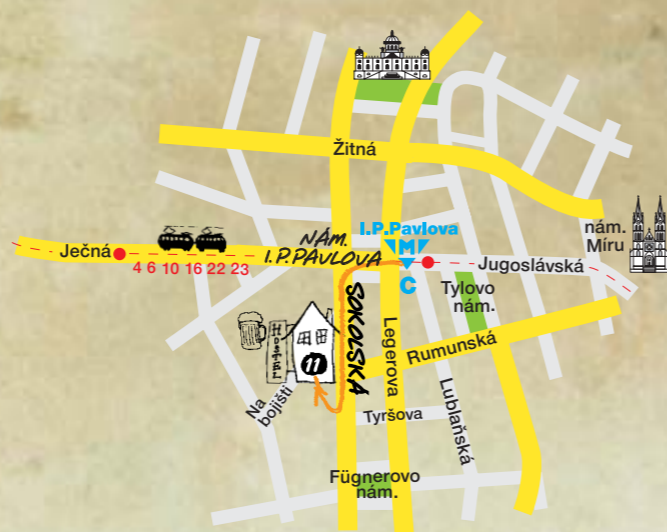 Žitná
I.P.Pavlova
M
C
NÁM.
I.P.PAVLOVA
Ječná
4 6 10 16 22 23
nám.
Míru
Jugoslávská
Tylovo
nám.
SOKOLSKÁ
Legerova
Rumunská
HOSTEL
11
Na
bojišti
Tyršova
Lublaňská
Fügnerovo
nám.